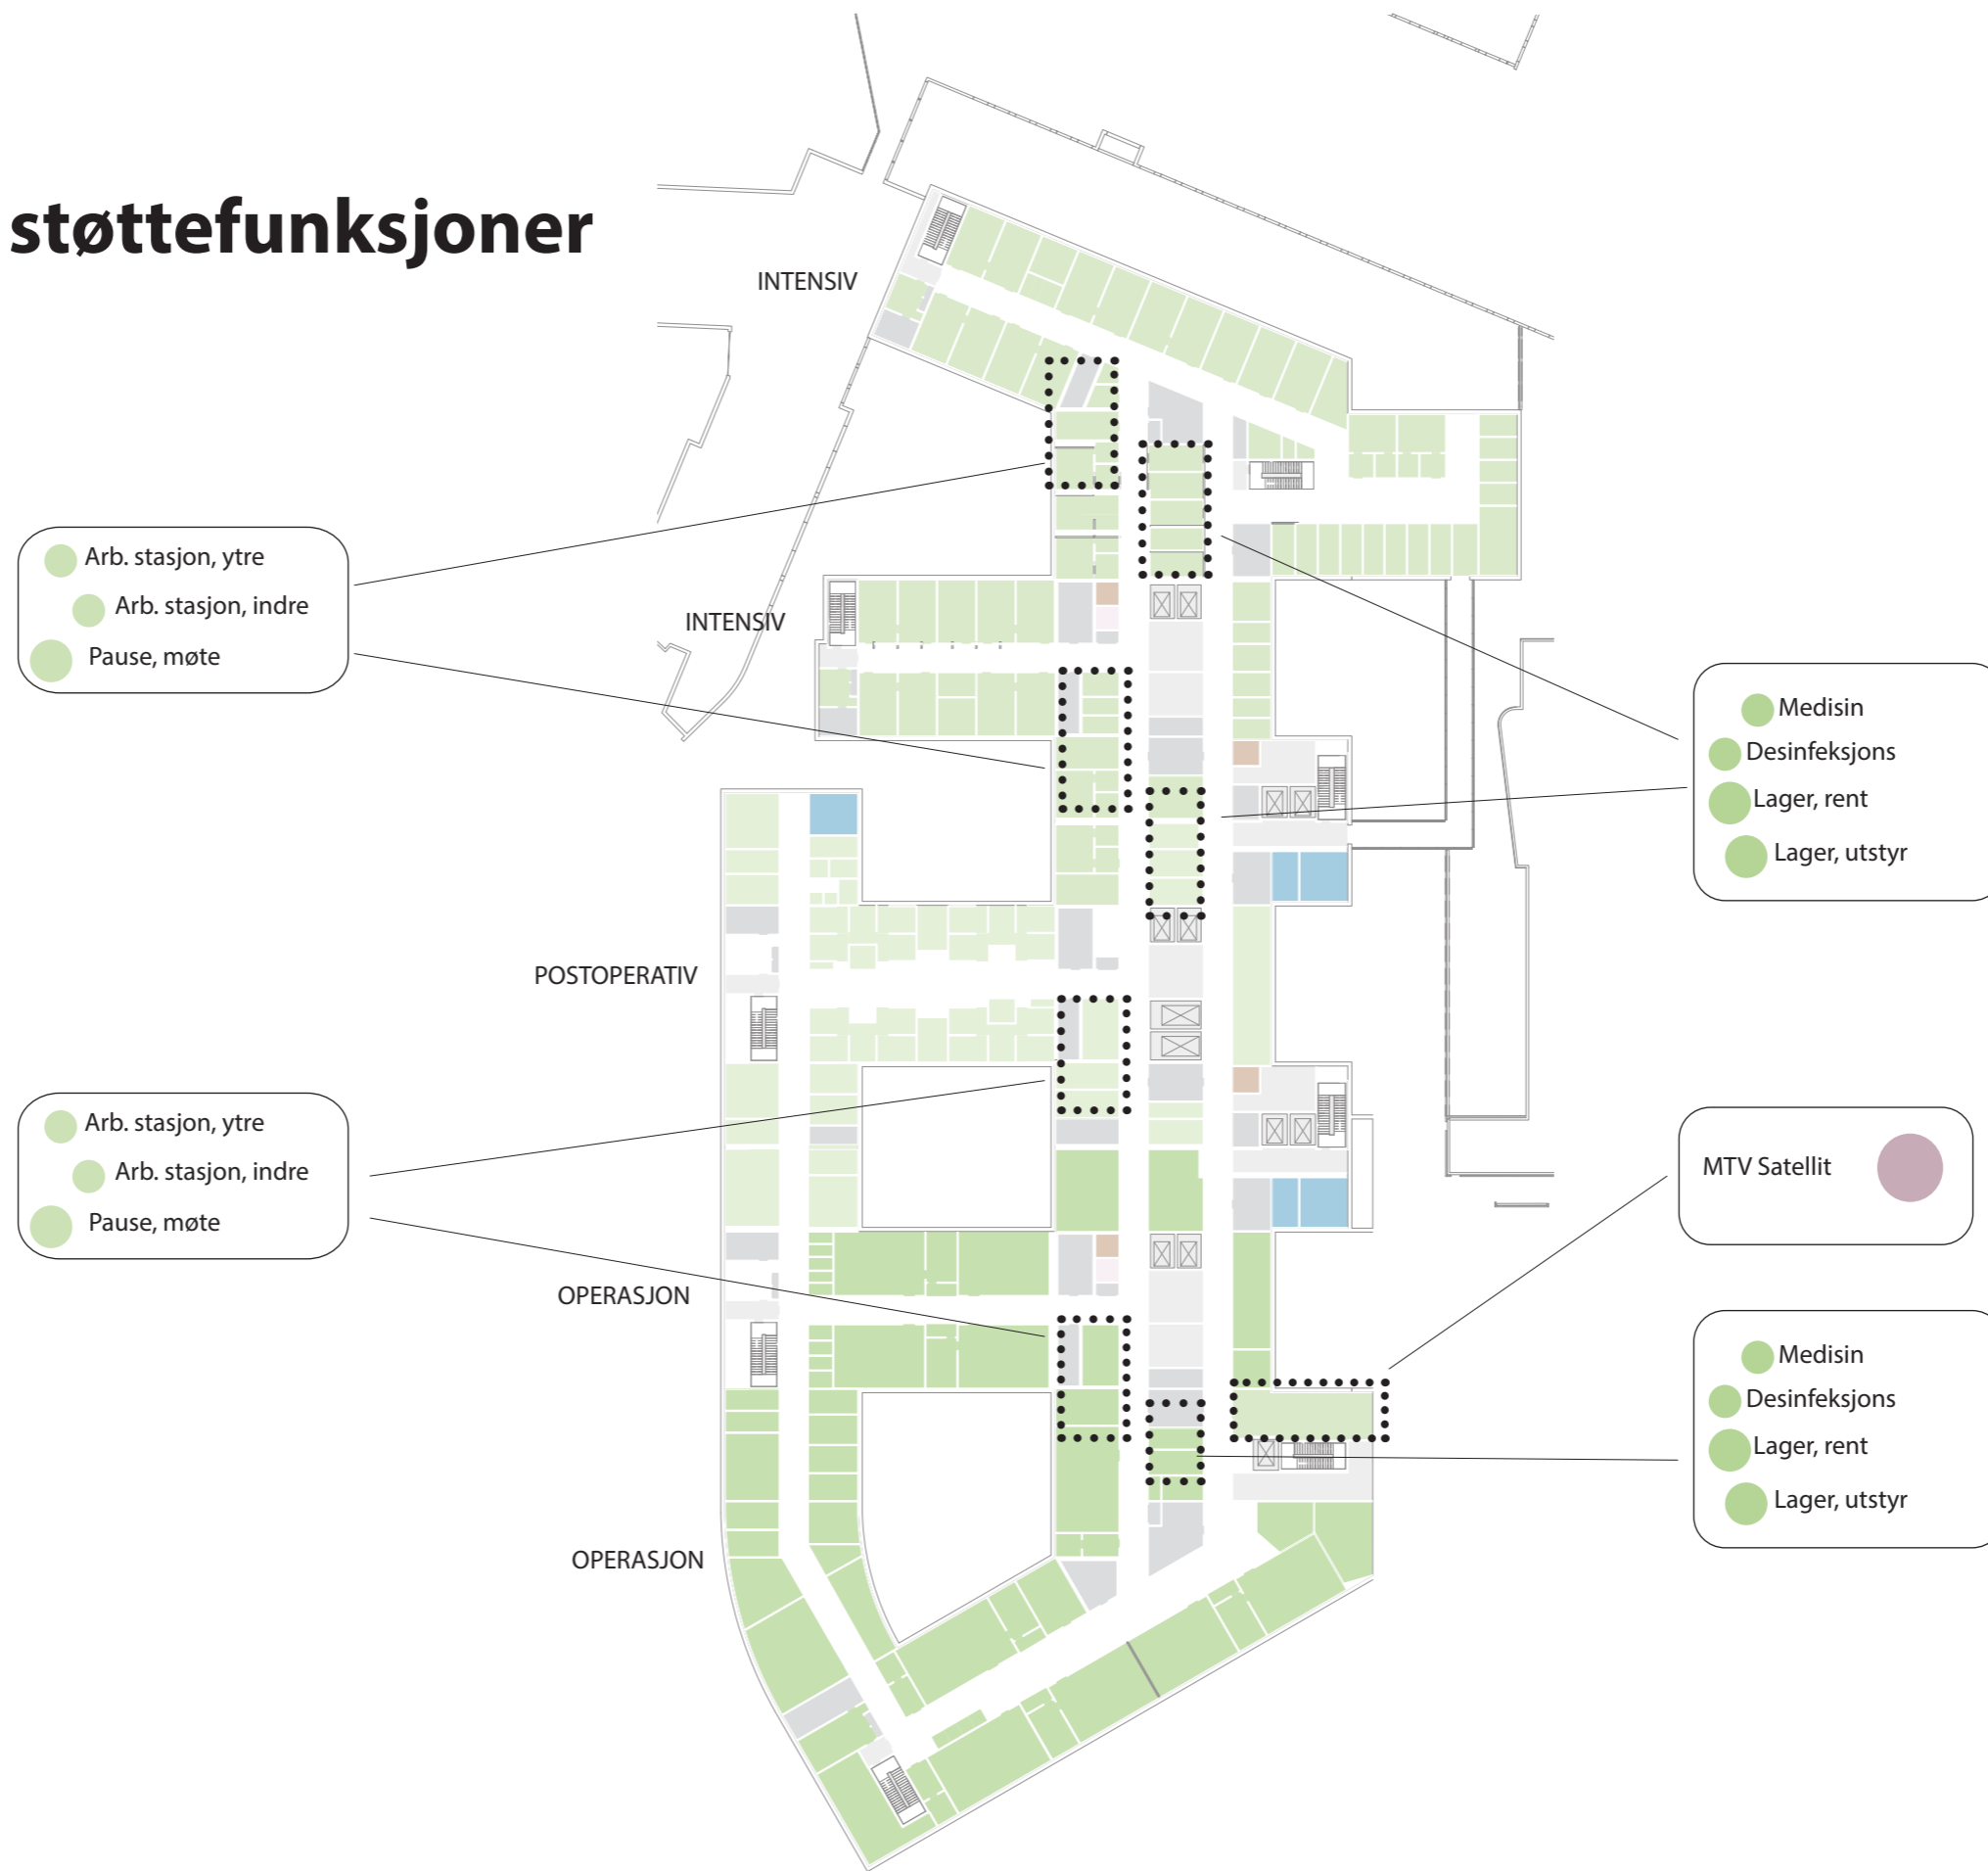 støttefunksjoner
INTENSIV
Arb. stasjon, ytre
Arb. stasjon, indre
Pause, møte
INTENSIV
Medisin
Desinfeksjons
Lager, rent
Lager, utstyr
POSTOPERATIV
Arb. stasjon, ytre
Arb. stasjon, indre
Pause, møte
MTV Satellit
OPERASJON
Medisin
Desinfeksjons
Lager, rent
Lager, utstyr
OPERASJON